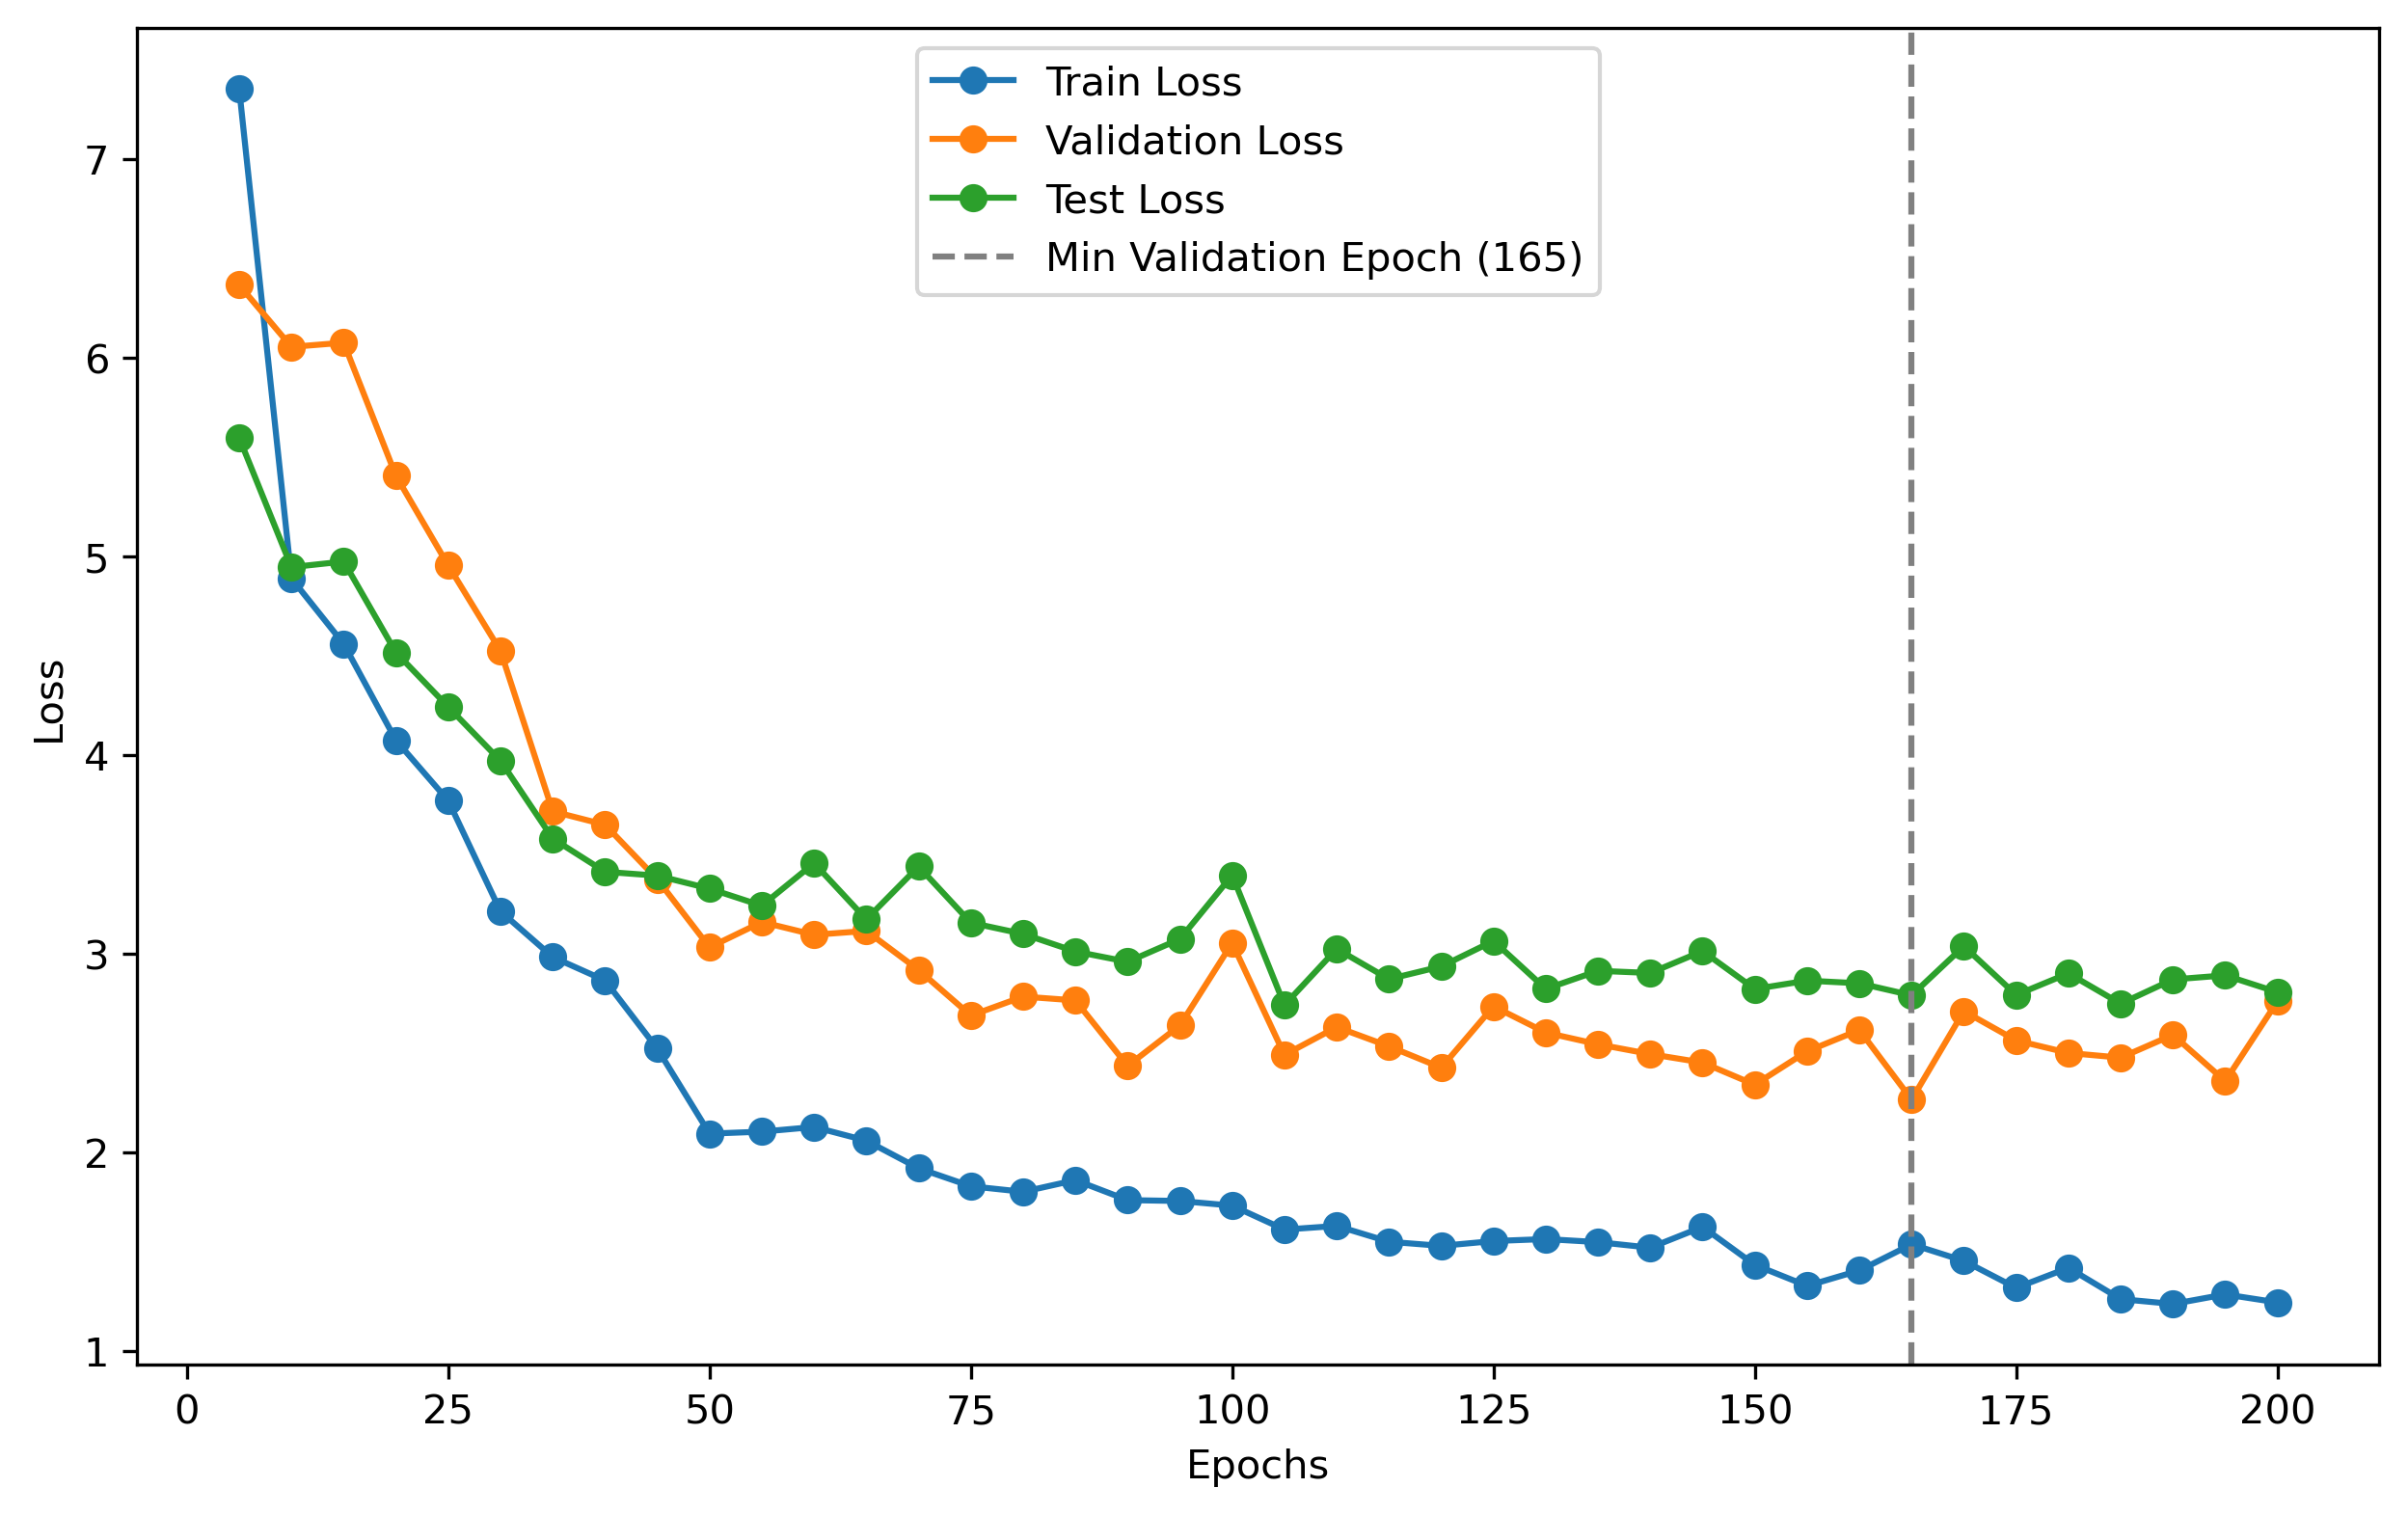 Train Loss
Validation Loss
Test Loss
Min Validation Epoch (165)
7
6
5
4
3
2
1
Loss
0 25 50 75 100 125 150 175 200
Epochs